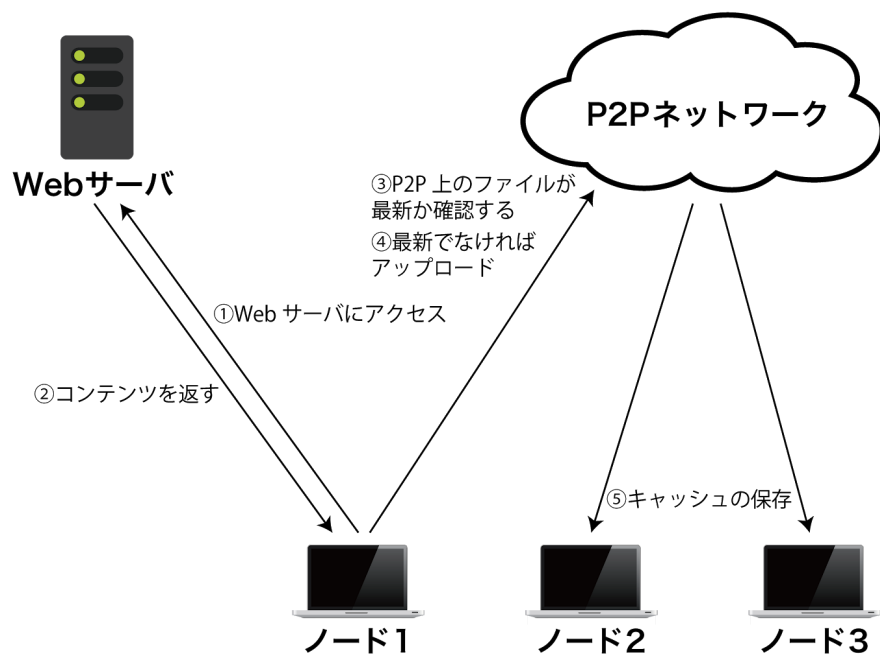 P2Pネットワーク
Webサーバ
③P2P 上のファイルが
最新か確認する
④最新でなければ
アップロード
①Web サーバにアクセス
②コンテンツを返す
⑤キャッシュの保存
ノード1
ノード2
ノード3